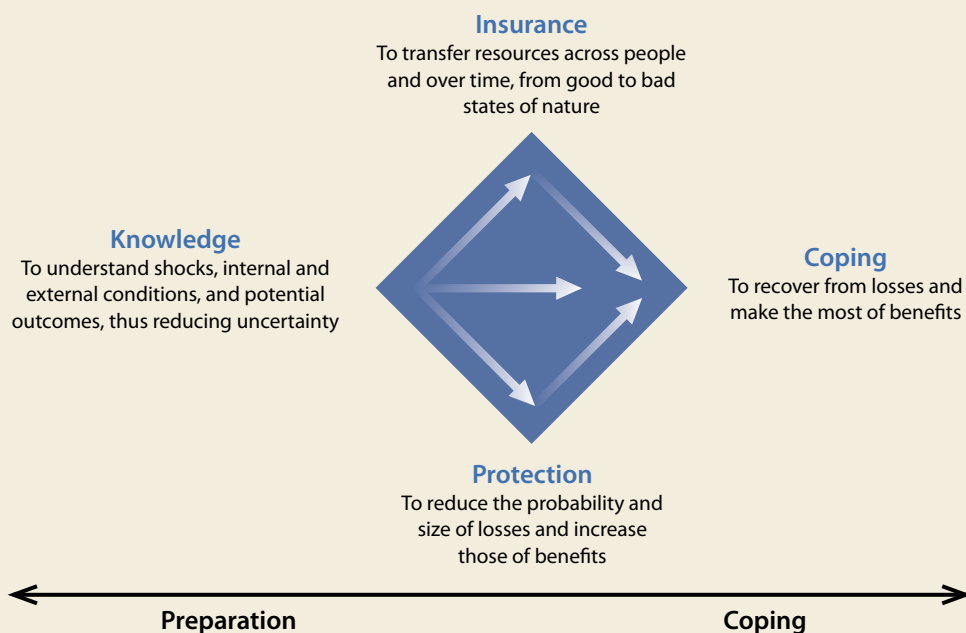 Insurance
To transfer resources across people
and over time, from good to bad
states of nature
Knowledge
To understand shocks, internal and
external conditions, and potential
outcomes, thus reducing uncertainty
Coping
To recover from losses and
make the most of benefits
Protection
To reduce the probability and
size of losses and increase
those of benefits
Preparation
Coping